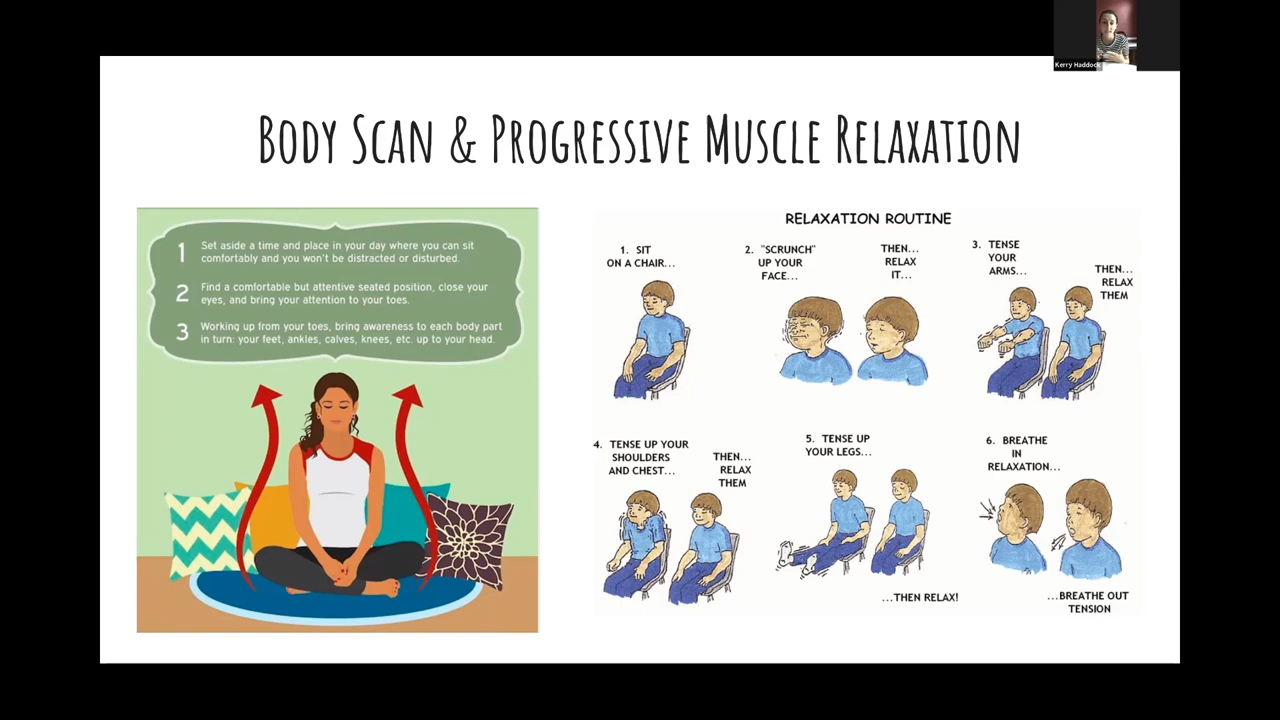 Kerry Haddock
BODY SCAN & PROGRESSIVE MUSCLE RELAXATION
1 Set aside a time and place in your day where you can sit
comfortably and you won't be distracted or disturbed.
2 Find a comfortable but attentive seated position, close your
eyes, and bring your attention to your toes.
3 Working up from your toes, bring awareness to each body part
in turn: your feet, ankles, calves, knees, etc. up to your head.
RELAXATION ROUTINE
1. SIT
ON A CHAIR...
2. "SCRUNCH"
UP YOUR
FACE...
THEN...
RELAX
IT...
3. TENSE
YOUR
ARMS...
THEN...
RELAX
THEM
4. TENSE UP YOUR
SHOULDERS
AND CHEST...
THEN...
RELAX
THEM
5. TENSE UP
YOUR LEGS...
...THEN RELAX!
6. BREATHE
IN
RELAXATION...
...BREATHE OUT
TENSION